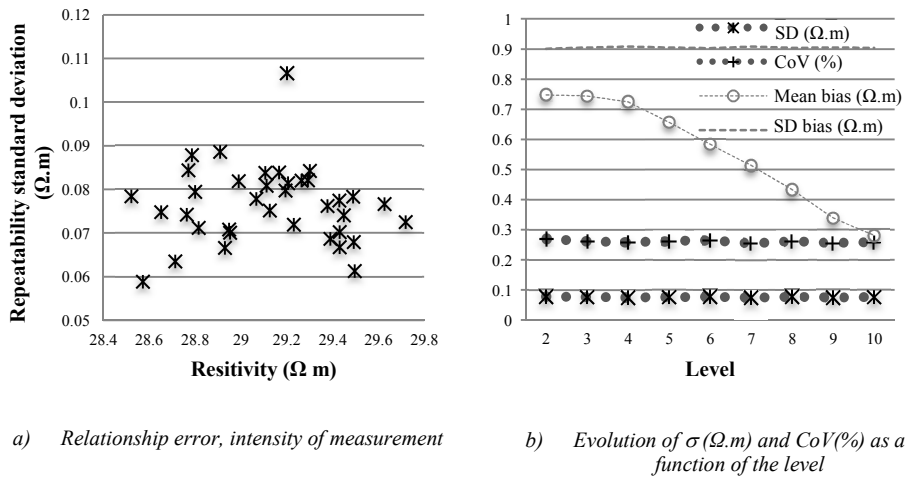 Repeatability standard deviation
(Ω.m)
0.12
0.11
0.1
0.09
0.08
0.07
0.06
0.05
28.4 28.6 28.8 29 29.2 29.4 29.6 29.8
Resitivity (Ω m)
a) Relationship error, intensity of measurement
1
0.9
0.8
0.7
0.6
0.5
0.4
0.3
0.2
0.1
0
SD (Ω.m)
CoV (%)
Mean bias (Ω.m)
SD bias (Ω.m)
2 3 4 5 6 7 8 9 10
Level
b) Evolution of σ (Ω.m) and CoV(%) as a
function of the level